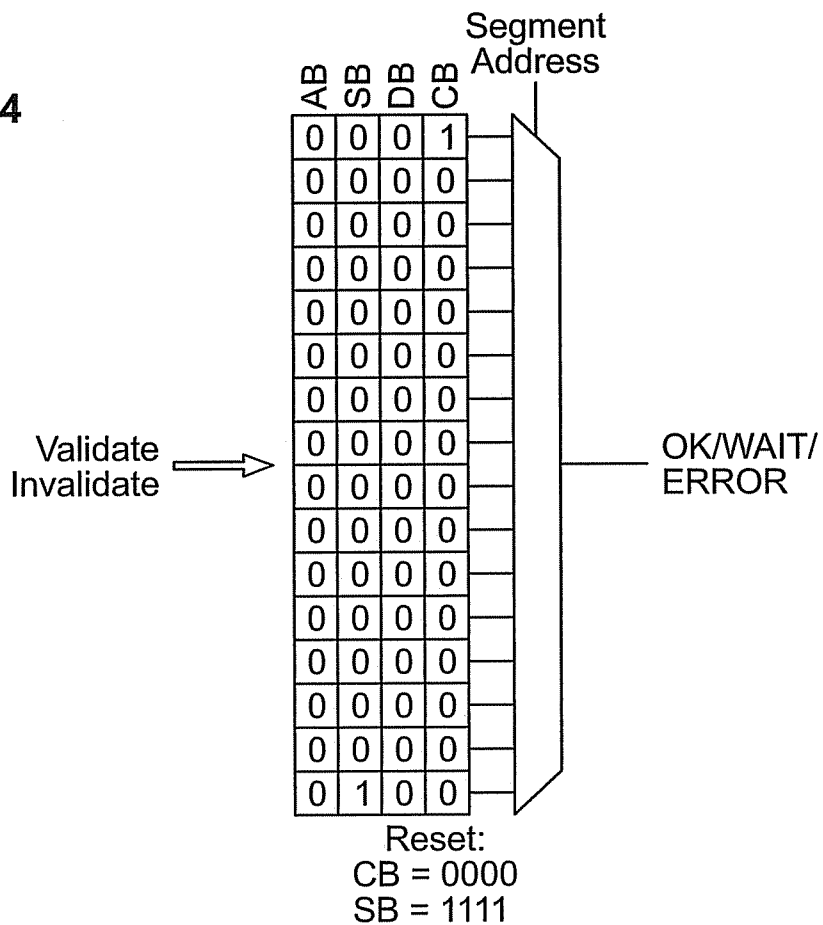 Segment
Address
4
AB SB DB CB
0 0 0 1
0 0 0 0
0 0 0 0
0 0 0 0
0 0 0 0
0 0 0 0
0 0 0 0
0 0 0 0
0 0 0 0
0 0 0 0
0 0 0 0
0 0 0 0
0 0 0 0
0 0 0 0
0 0 0 0
0 1 0 0
Validate
Invalidate
OK/WAIT/
ERROR
Reset:
CB = 0000
SB = 1111